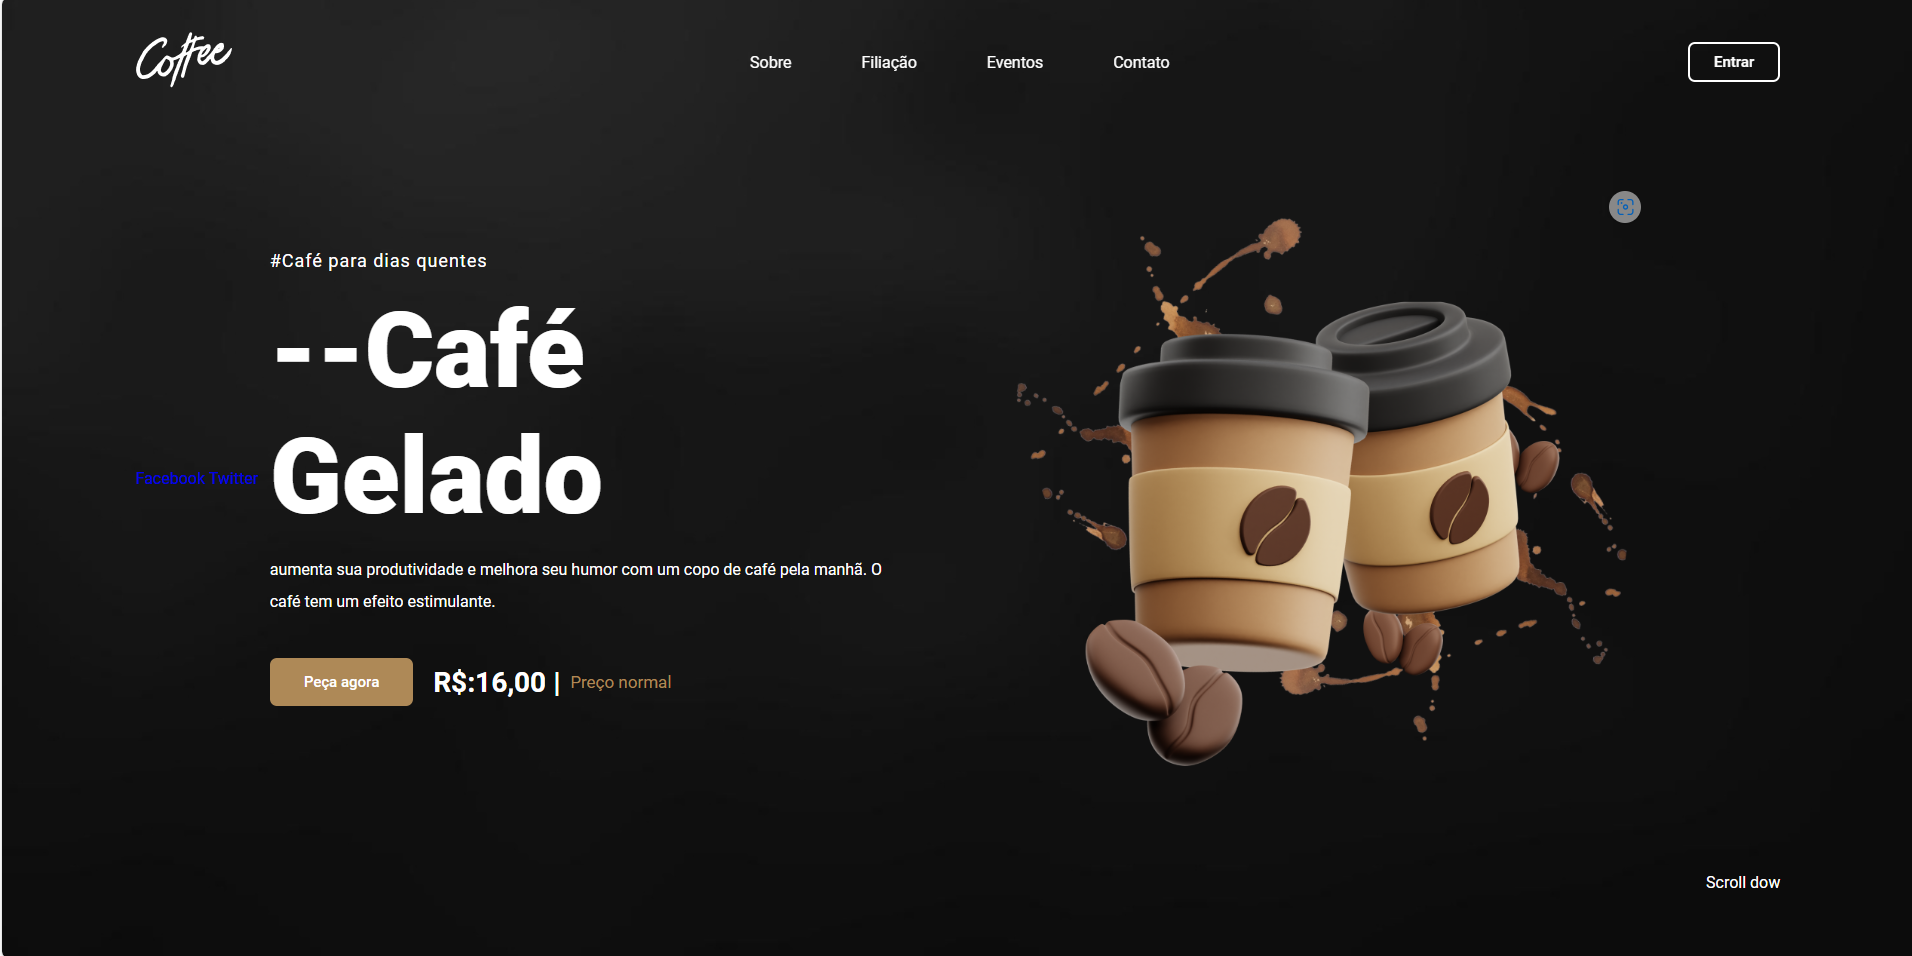 Coffee
Sobre Filiação Eventos Contato
Entrar
#Café para dias quentes
--Café
Gelado
Facebook Twitter
aumenta sua produtividade e melhora seu humor com um copo de café pela manhã. O
café tem um efeito estimulante.
Peça agora
R$:16,00 | Preço normal
Scroll dow